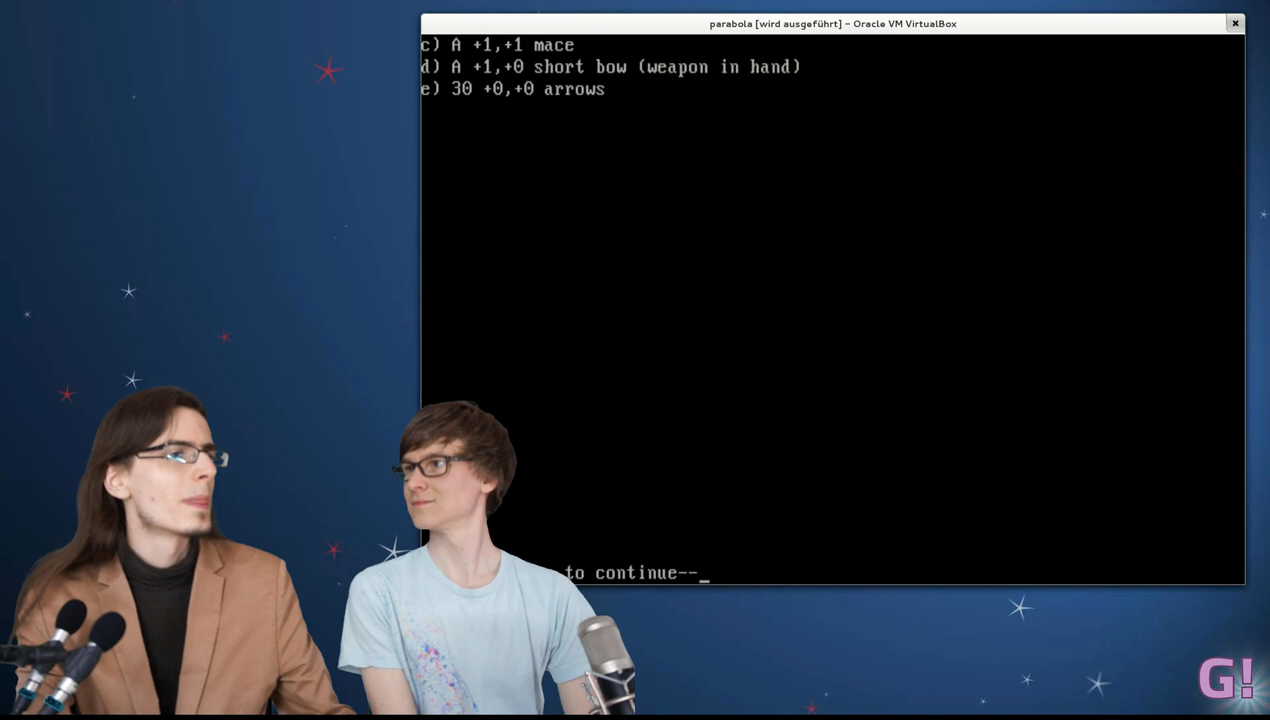 parabola [wird ausgeführt] – Oracle VM VirtualBox
c) A +1,+1 mace
d) A +1,+0 short bow (weapon in hand)
e) 30 +0,+0 arrows
to continue--_
G!